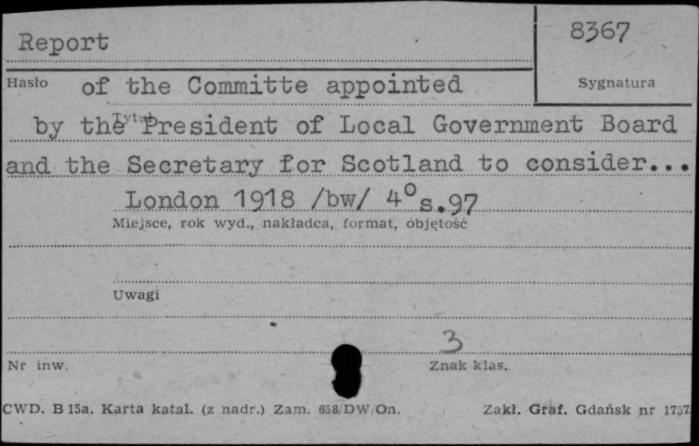 Report
8367
Hasło
of the Committe appointed
Sygnatura
Tytuł
by the President of Local Government Board
and the Secretary for Scotland to consider...
London 1918 /bw/ 4° s.97
Miejsce, rok wyd., nakładca, format, objętość
Uwagi
3
Nr inw.
Znak klas.
CWD. B 15a. Karta katal. (z nadr.) Zam. 658/DW/On.
Zakł. Graf. Gdańsk nr 1737